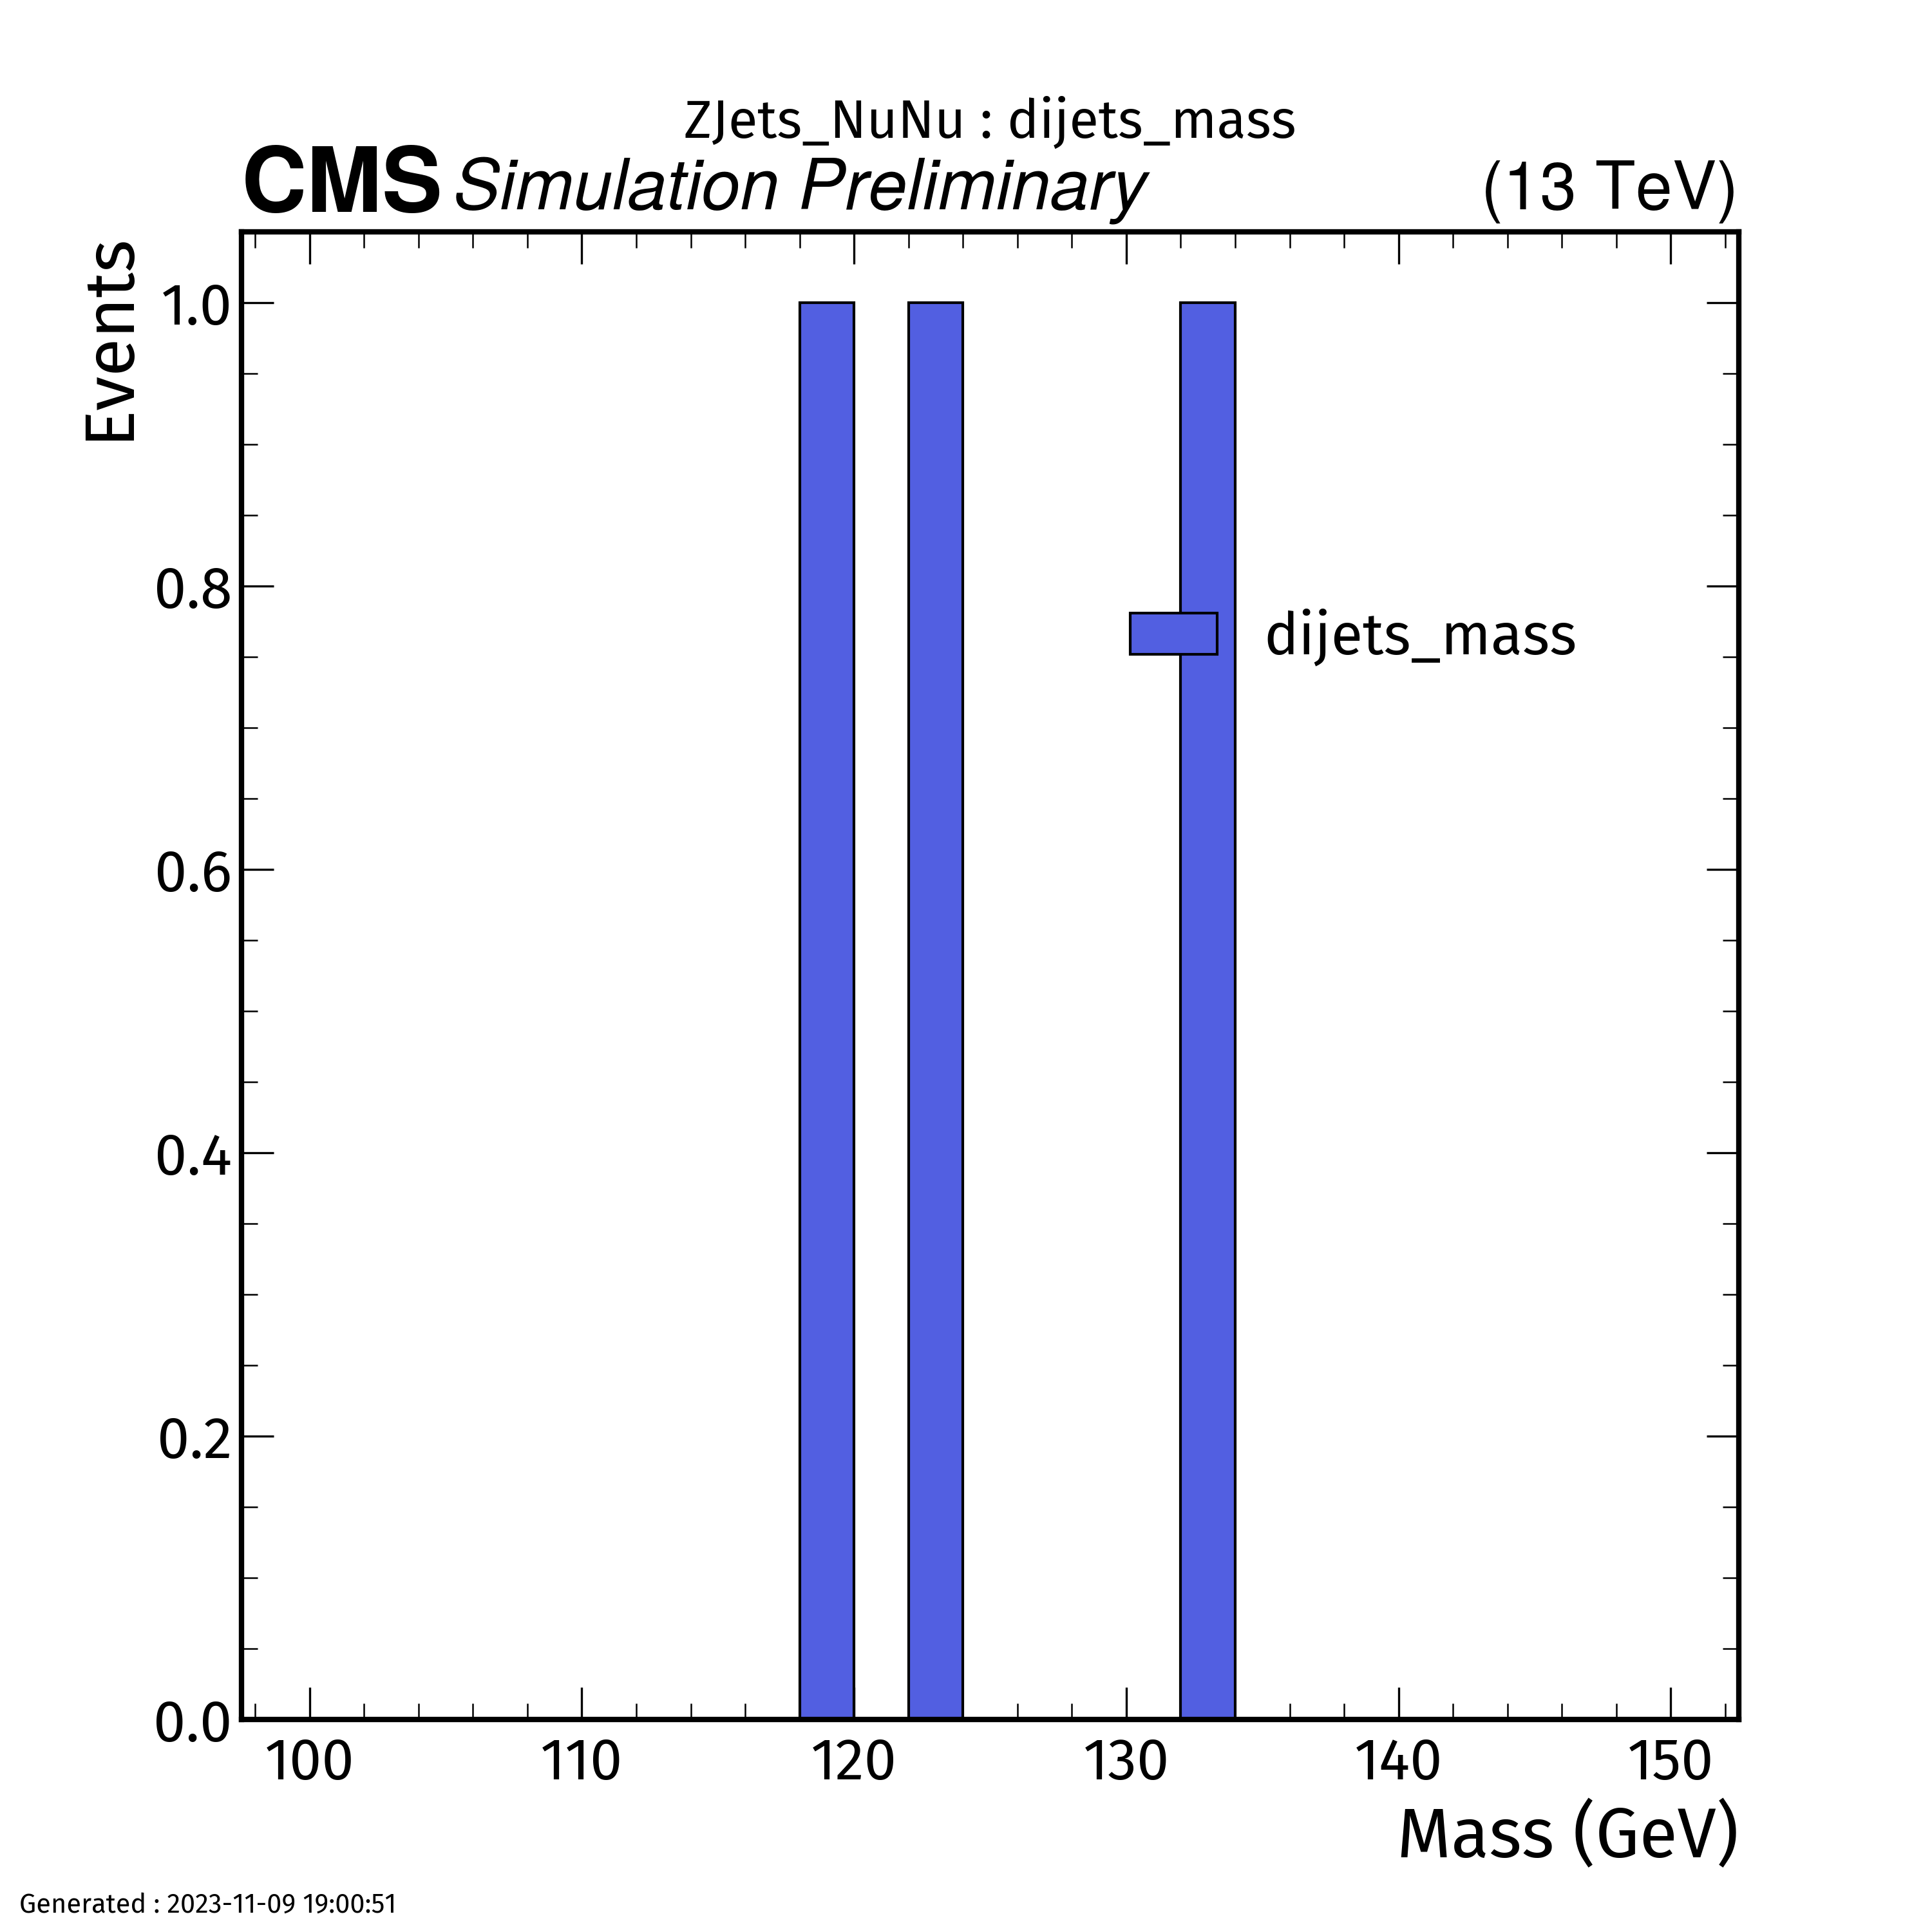 ZJets_NuNu : dijets_mass
CMS Simulation Preliminary (13 TeV)
Events
1.0
0.8
dijets_mass
0.6
0.4
0.2
0.0
100 110 120 130 140 150
Mass (GeV)
Generated : 2023-11-09 19:00:51